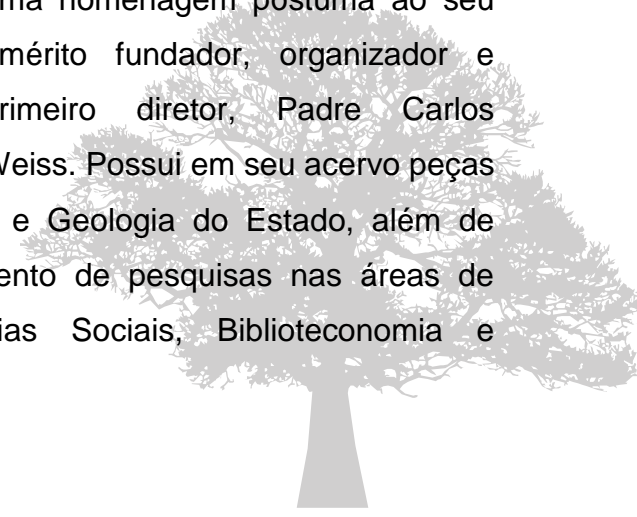 ma homenagem póstuma ao seu
mérito fundador, organizador e
rimeiro diretor, Padre Carlos
Weiss. Possui em seu acervo peças
e Geologia do Estado, além de
ento de pesquisas nas áreas de
ias Sociais, Biblioteconomia e